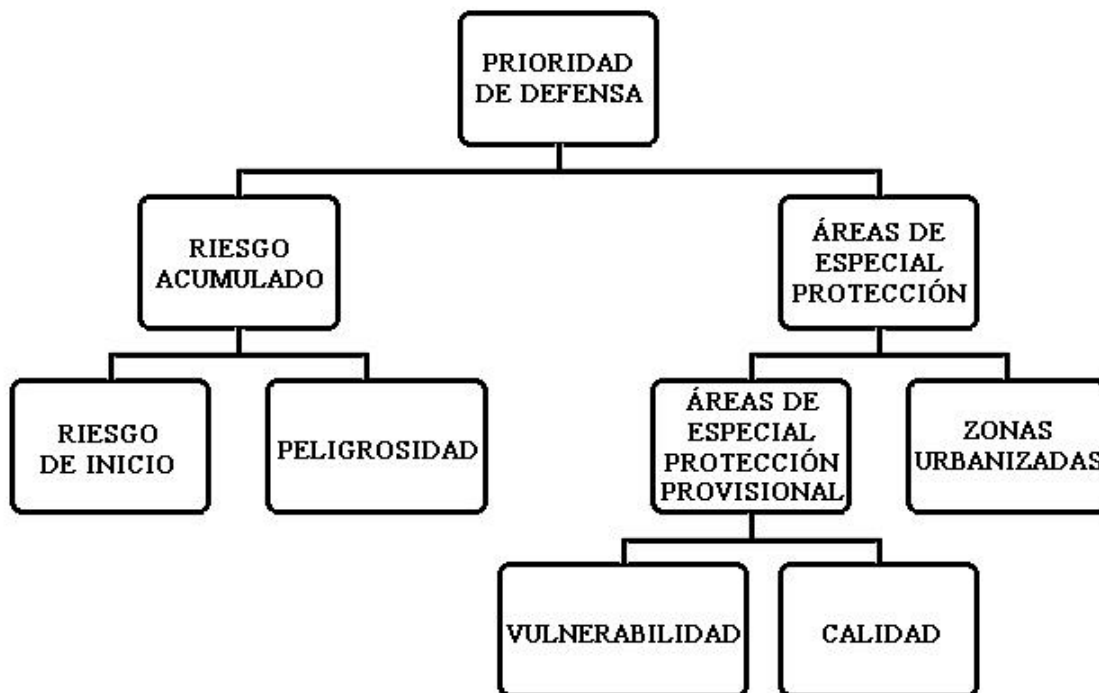 PRIORIDAD
DE DEFENSA
RIESGO
ACUMULADO
ÁREAS DE
ESPECIAL
PROTECCIÓN
RIESGO
DE INICIO
PELIGROSIDAD
ÁREAS DE
ESPECIAL
PROTECCIÓN
PROVISIONAL
ZONAS
URBANIZADAS
VULNERABILIDAD
CALIDAD